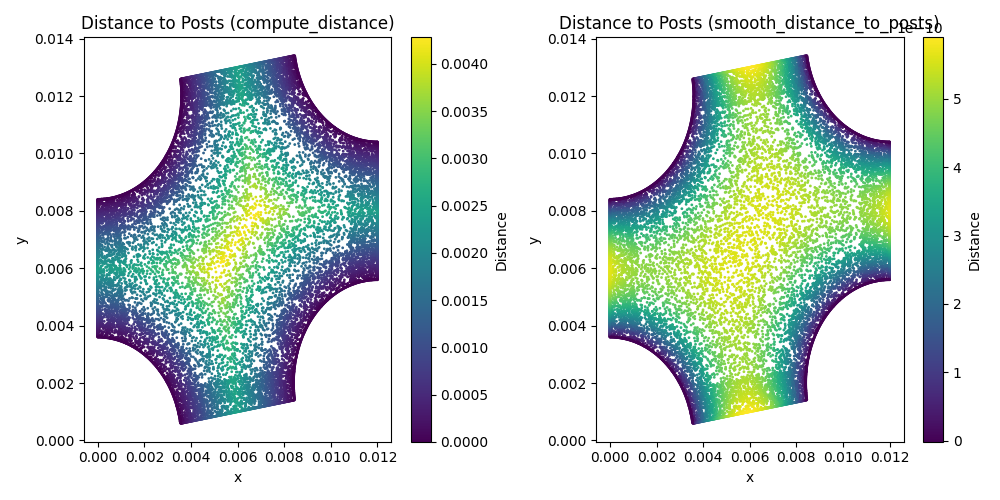 Distance to Posts (compute_distance)
0.014
0.012
0.010
0.008
0.006
0.004
0.002
0.000
y
0.000 0.002 0.004 0.006 0.008 0.010 0.012
x
0.0040
0.0035
0.0030
0.0025
0.0020
0.0015
0.0010
0.0005
0.0000
Distance
Distance to Posts (smooth_distance_to_posts)
1e−10
0.014
0.012
0.010
0.008
0.006
0.004
0.002
0.000
y
0.000 0.002 0.004 0.006 0.008 0.010 0.012
x
5
4
3
2
1
0
Distance